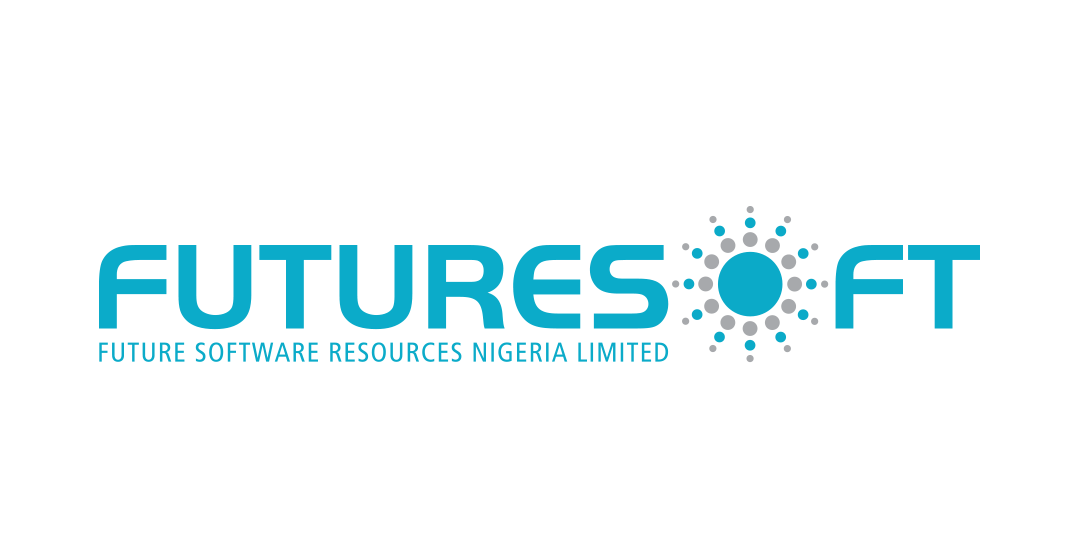 FUTURESOFT
FUTURE SOFTWARE RESOURCES NIGERIA LIMITED